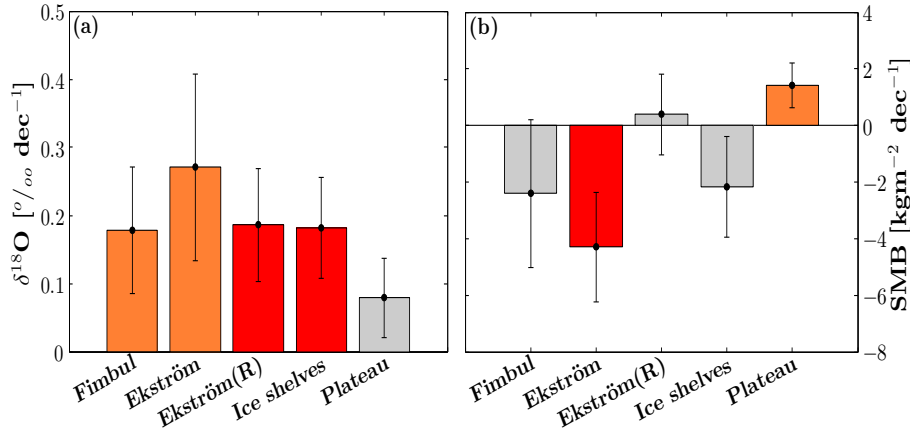 (a)
δ¹⁸O [º/ₒₒ dec⁻¹]
0.5
0.4
0.3
0.2
0.1
0
Fimbul
Ekström
Ekström(R)
Ice shelves
Plateau
(b)
4
2
0
−2
−4
−6
−8
SMB [kgm⁻² dec⁻¹]
Fimbul
Ekström
Ekström(R)
Ice shelves
Plateau